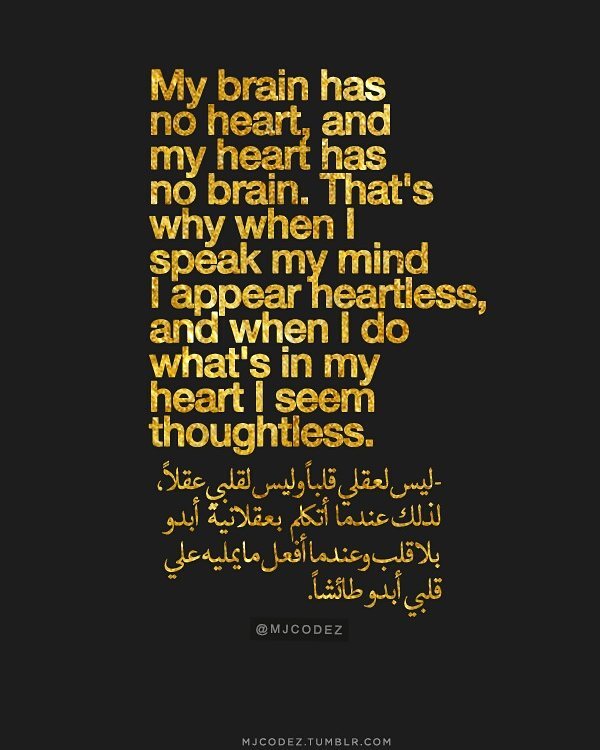 My brain has
no heart, and
my heart has
no brain. That's
why when I
speak my mind
I appear heartless,
and when I do
what's in my
heart I seem
thoughtless.
-ليس لعقلي قلباً وليس لقلبي عقلاً،
لذلك عندما أتكلم بعقلانية أبدو
بلا قلب وعندما أفعل ما يمليه علي
قلبي أبدو طائشاً.
@MJCODEZ
MJCODEZ.TUMBLR.COM